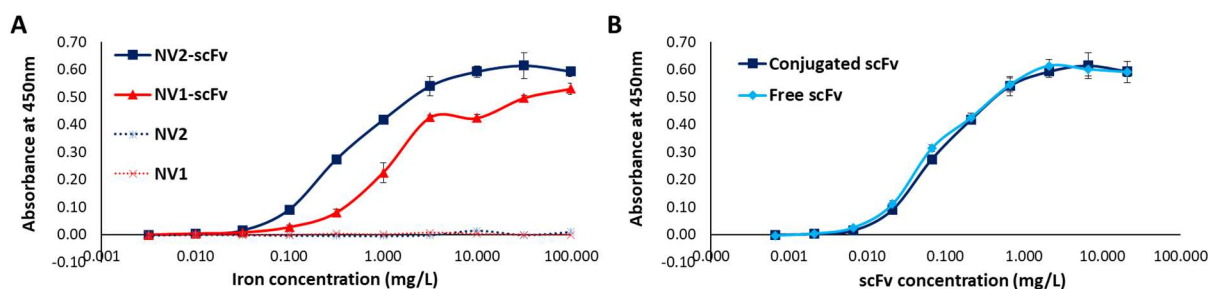 A
Absorbance at 450nm
0.70
0.60
0.50
0.40
0.30
0.20
0.10
0.00
-0.10
0.001 0.010 0.100 1.000 10.000 100.000
Iron concentration (mg/L)
NV2-scFv
NV1-scFv
NV2
NV1
B
Absorbance at 450nm
0.70
0.60
0.50
0.40
0.30
0.20
0.10
0.00
-0.10
0.000 0.001 0.010 0.100 1.000 10.000 100.000
scFv concentration (mg/L)
Conjugated scFv
Free scFv